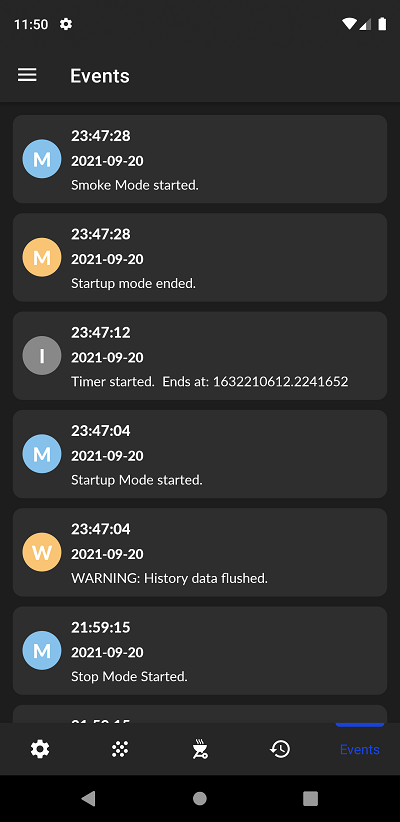 11:50
Events
23:47:28
M
2021-09-20
Smoke Mode started.
23:47:28
M
2021-09-20
Startup mode ended.
23:47:12
I
2021-09-20
Timer started.  Ends at: 1632210612.2241652
23:47:04
M
2021-09-20
Startup Mode started.
23:47:04
W
2021-09-20
WARNING: History data flushed.
21:59:15
M
2021-09-20
Stop Mode Started.
Events